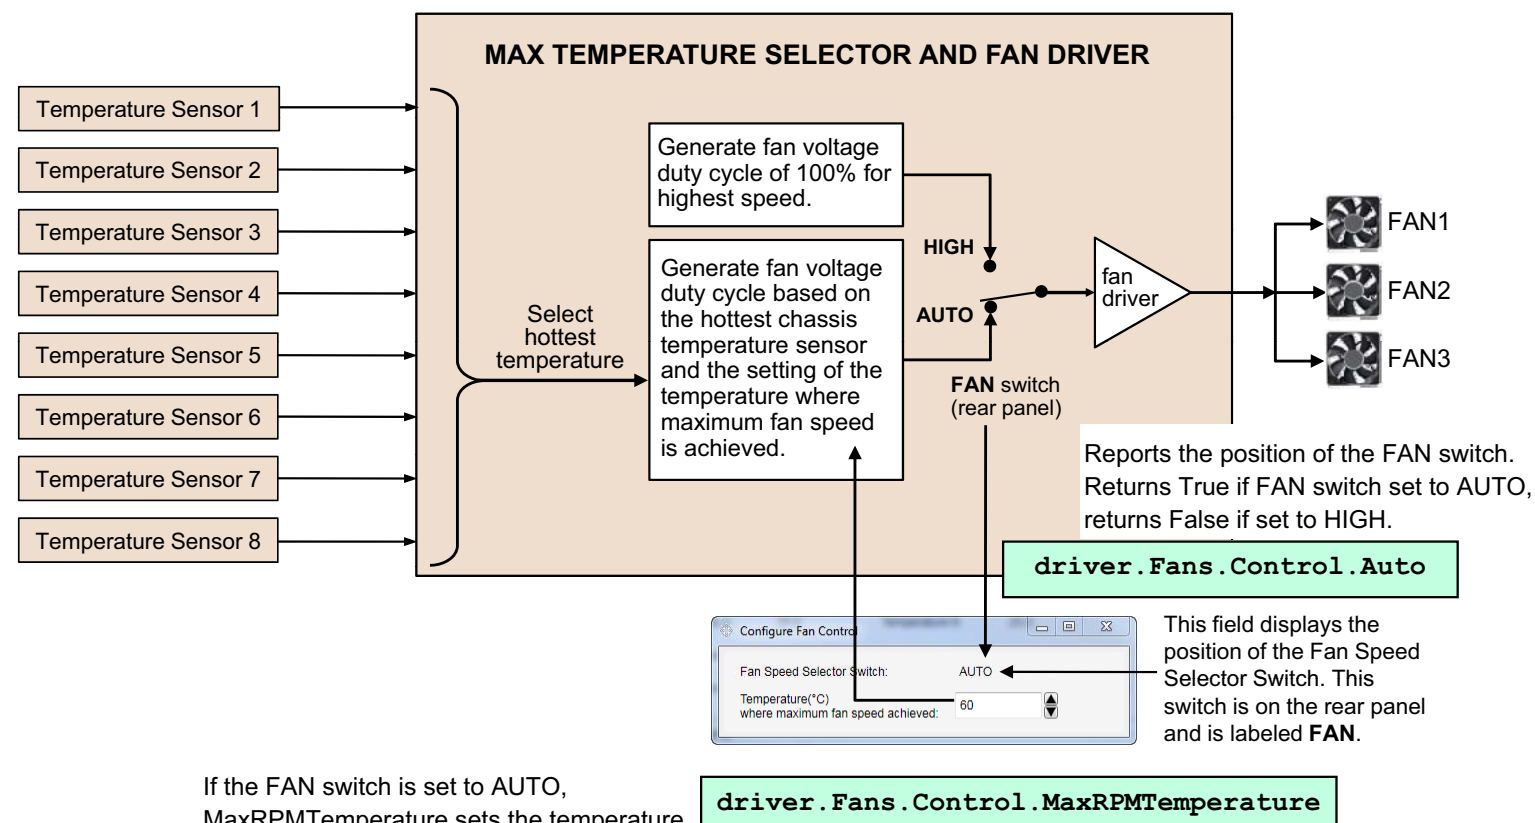 MAX TEMPERATURE SELECTOR AND FAN DRIVER
Temperature Sensor 1
Temperature Sensor 2
Temperature Sensor 3
Temperature Sensor 4
Temperature Sensor 5
Temperature Sensor 6
Temperature Sensor 7
Temperature Sensor 8
Select
hottest
temperature
Generate fan voltage
duty cycle of 100% for
highest speed.
Generate fan voltage
duty cycle based on
the hottest chassis
temperature sensor
and the setting of the
temperature where
maximum fan speed
is achieved.
HIGH
AUTO
FAN switch
(rear panel)
fan
driver
FAN1
FAN2
FAN3
Reports the position of the FAN switch.
Returns True if FAN switch set to AUTO,
returns False if set to HIGH.
driver.Fans.Control.Auto
Configure Fan Control
Fan Speed Selector Switch:
AUTO
Temperature(°C)
where maximum fan speed achieved:
60
This field displays the
position of the Fan Speed
Selector Switch. This
switch is on the rear panel
and is labeled FAN.
If the FAN switch is set to AUTO,
MaxRPMTemperature sets the temperature
driver.Fans.Control.MaxRPMTemperature